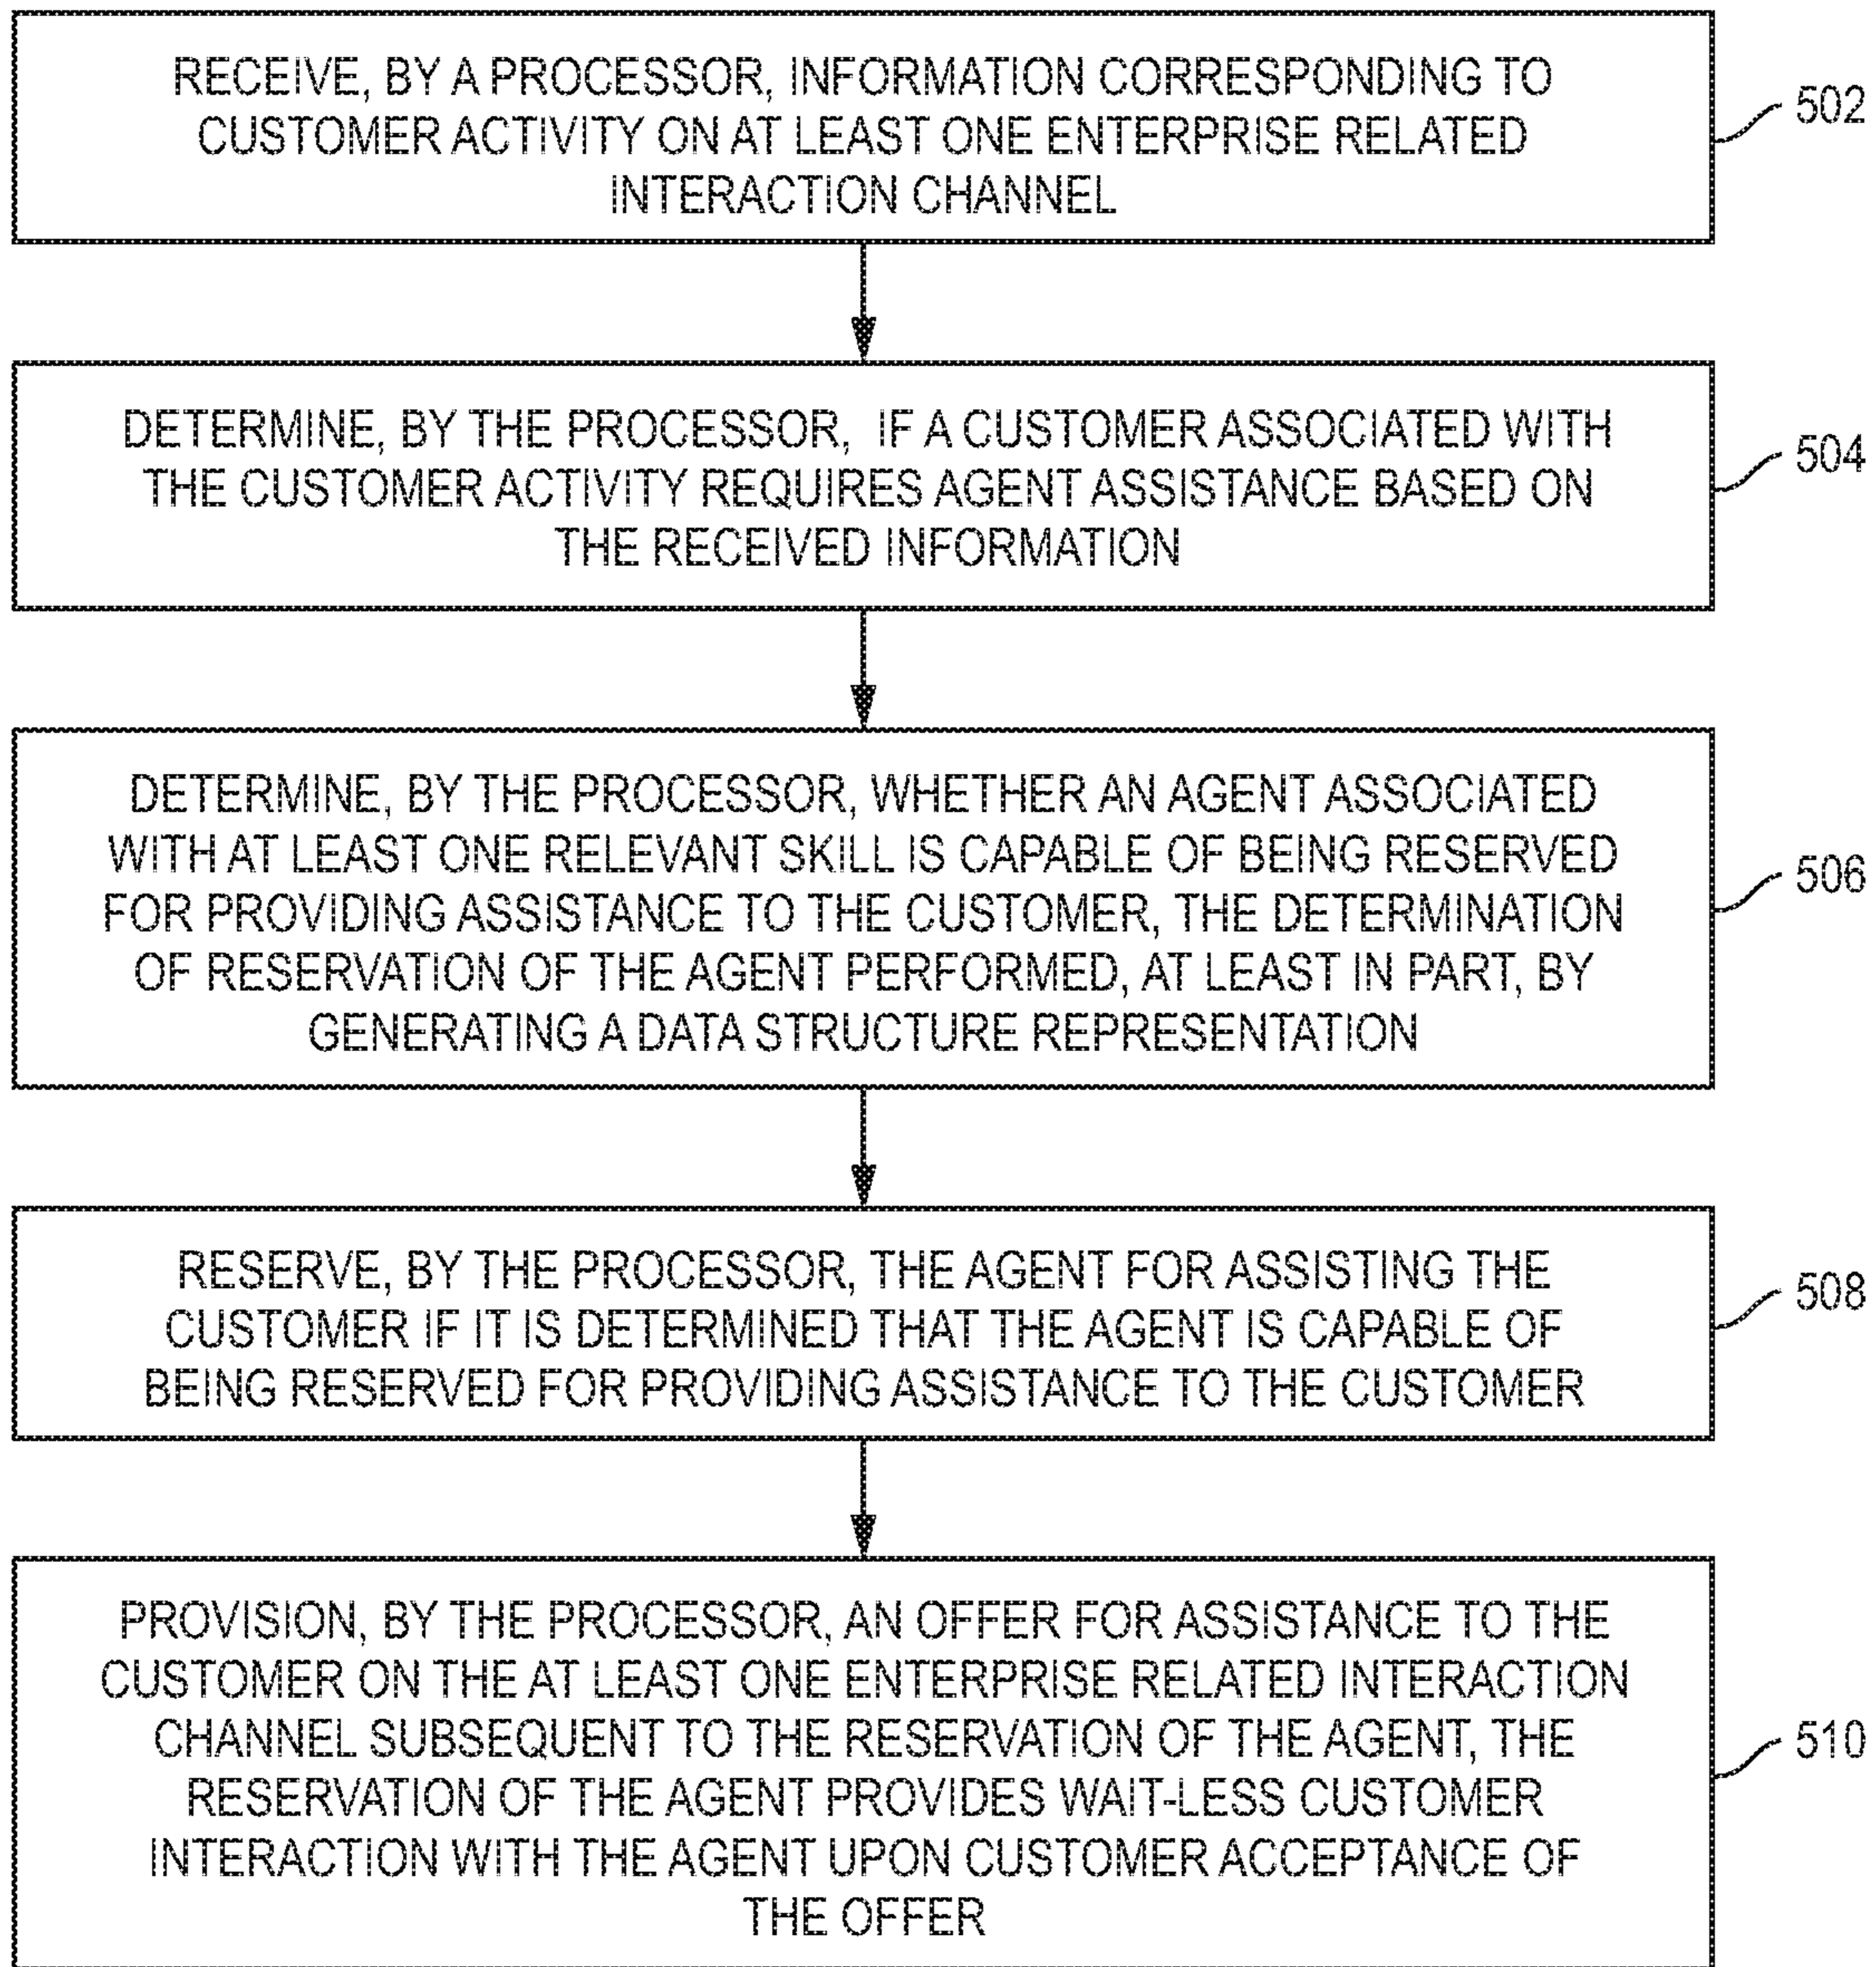 RECEIVE, BY A PROCESSOR, INFORMATION CORRESPONDING TO
CUSTOMER ACTIVITY ON AT LEAST ONE ENTERPRISE RELATED
INTERACTION CHANNEL
502
DETERMINE, BY THE PROCESSOR, IF A CUSTOMER ASSOCIATED WITH
THE CUSTOMER ACTIVITY REQUIRES AGENT ASSISTANCE BASED ON
THE RECEIVED INFORMATION
504
DETERMINE, BY THE PROCESSOR, WHETHER AN AGENT ASSOCIATED
WITH AT LEAST ONE RELEVANT SKILL IS CAPABLE OF BEING RESERVED
FOR PROVIDING ASSISTANCE TO THE CUSTOMER, THE DETERMINATION
OF RESERVATION OF THE AGENT PERFORMED, AT LEAST IN PART, BY
GENERATING A DATA STRUCTURE REPRESENTATION
506
RESERVE, BY THE PROCESSOR, THE AGENT FOR ASSISTING THE
CUSTOMER IF IT IS DETERMINED THAT THE AGENT IS CAPABLE OF
BEING RESERVED FOR PROVIDING ASSISTANCE TO THE CUSTOMER
508
PROVISION, BY THE PROCESSOR, AN OFFER FOR ASSISTANCE TO THE
CUSTOMER ON THE AT LEAST ONE ENTERPRISE RELATED INTERACTION
CHANNEL SUBSEQUENT TO THE RESERVATION OF THE AGENT, THE
RESERVATION OF THE AGENT PROVIDES WAIT-LESS CUSTOMER
INTERACTION WITH THE AGENT UPON CUSTOMER ACCEPTANCE OF
THE OFFER
510